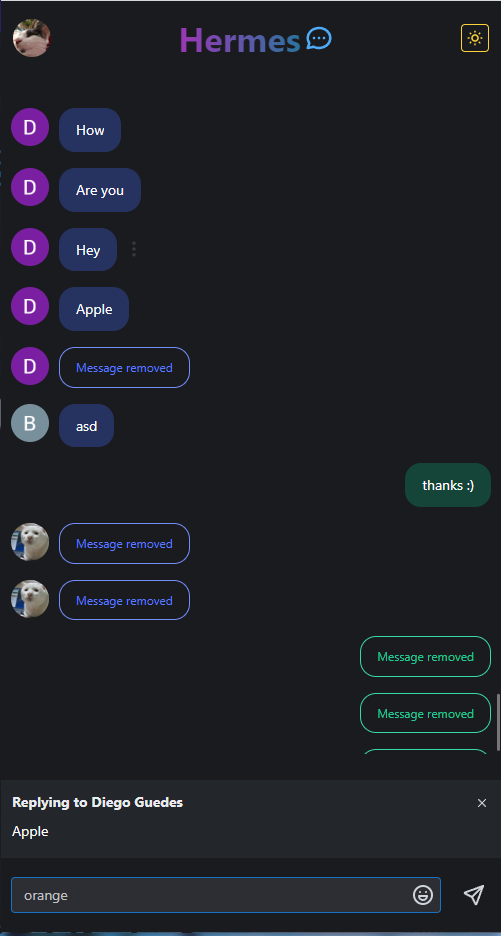 Hermes
D
How
D
Are you
D
Hey
D
Apple
D
Message removed
B
asd
thanks :)
Message removed
Message removed
Message removed
Message removed
Replying to Diego Guedes
Apple
orange